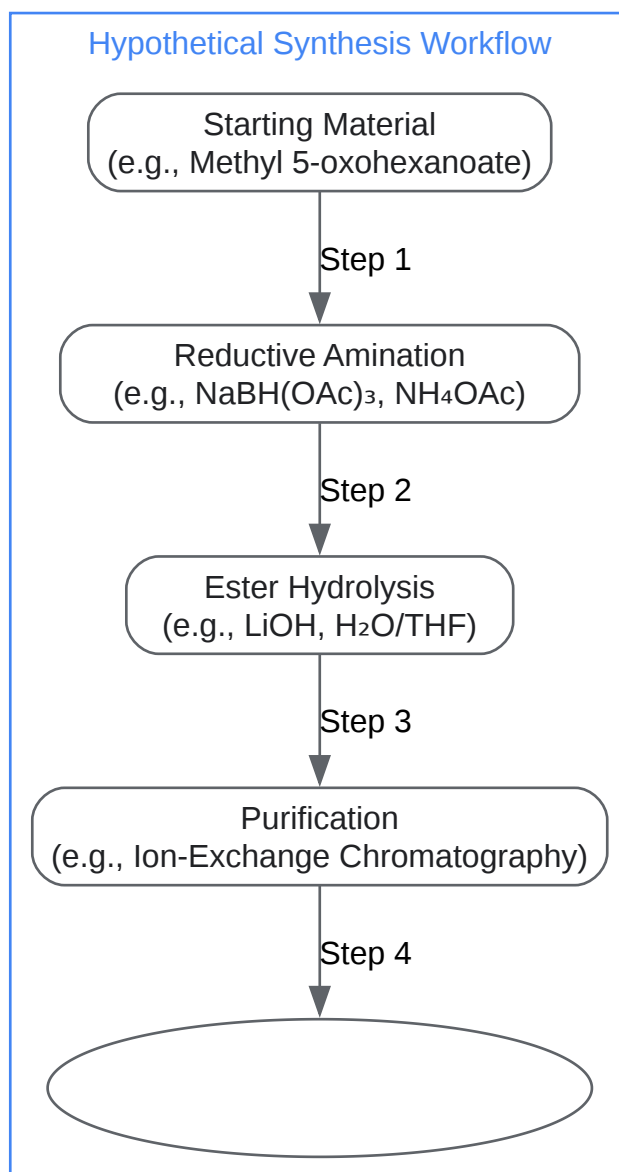 Hypothetical Synthesis Workflow
Starting Material
(e.g., Methyl 5-oxohexanoate)
Step 1
Reductive Amination
(e.g., NaBH(OAc)₃, NH₄OAc)
Step 2
Ester Hydrolysis
(e.g., LiOH, H₂O/THF)
Step 3
Purification
(e.g., Ion-Exchange Chromatography)
Step 4